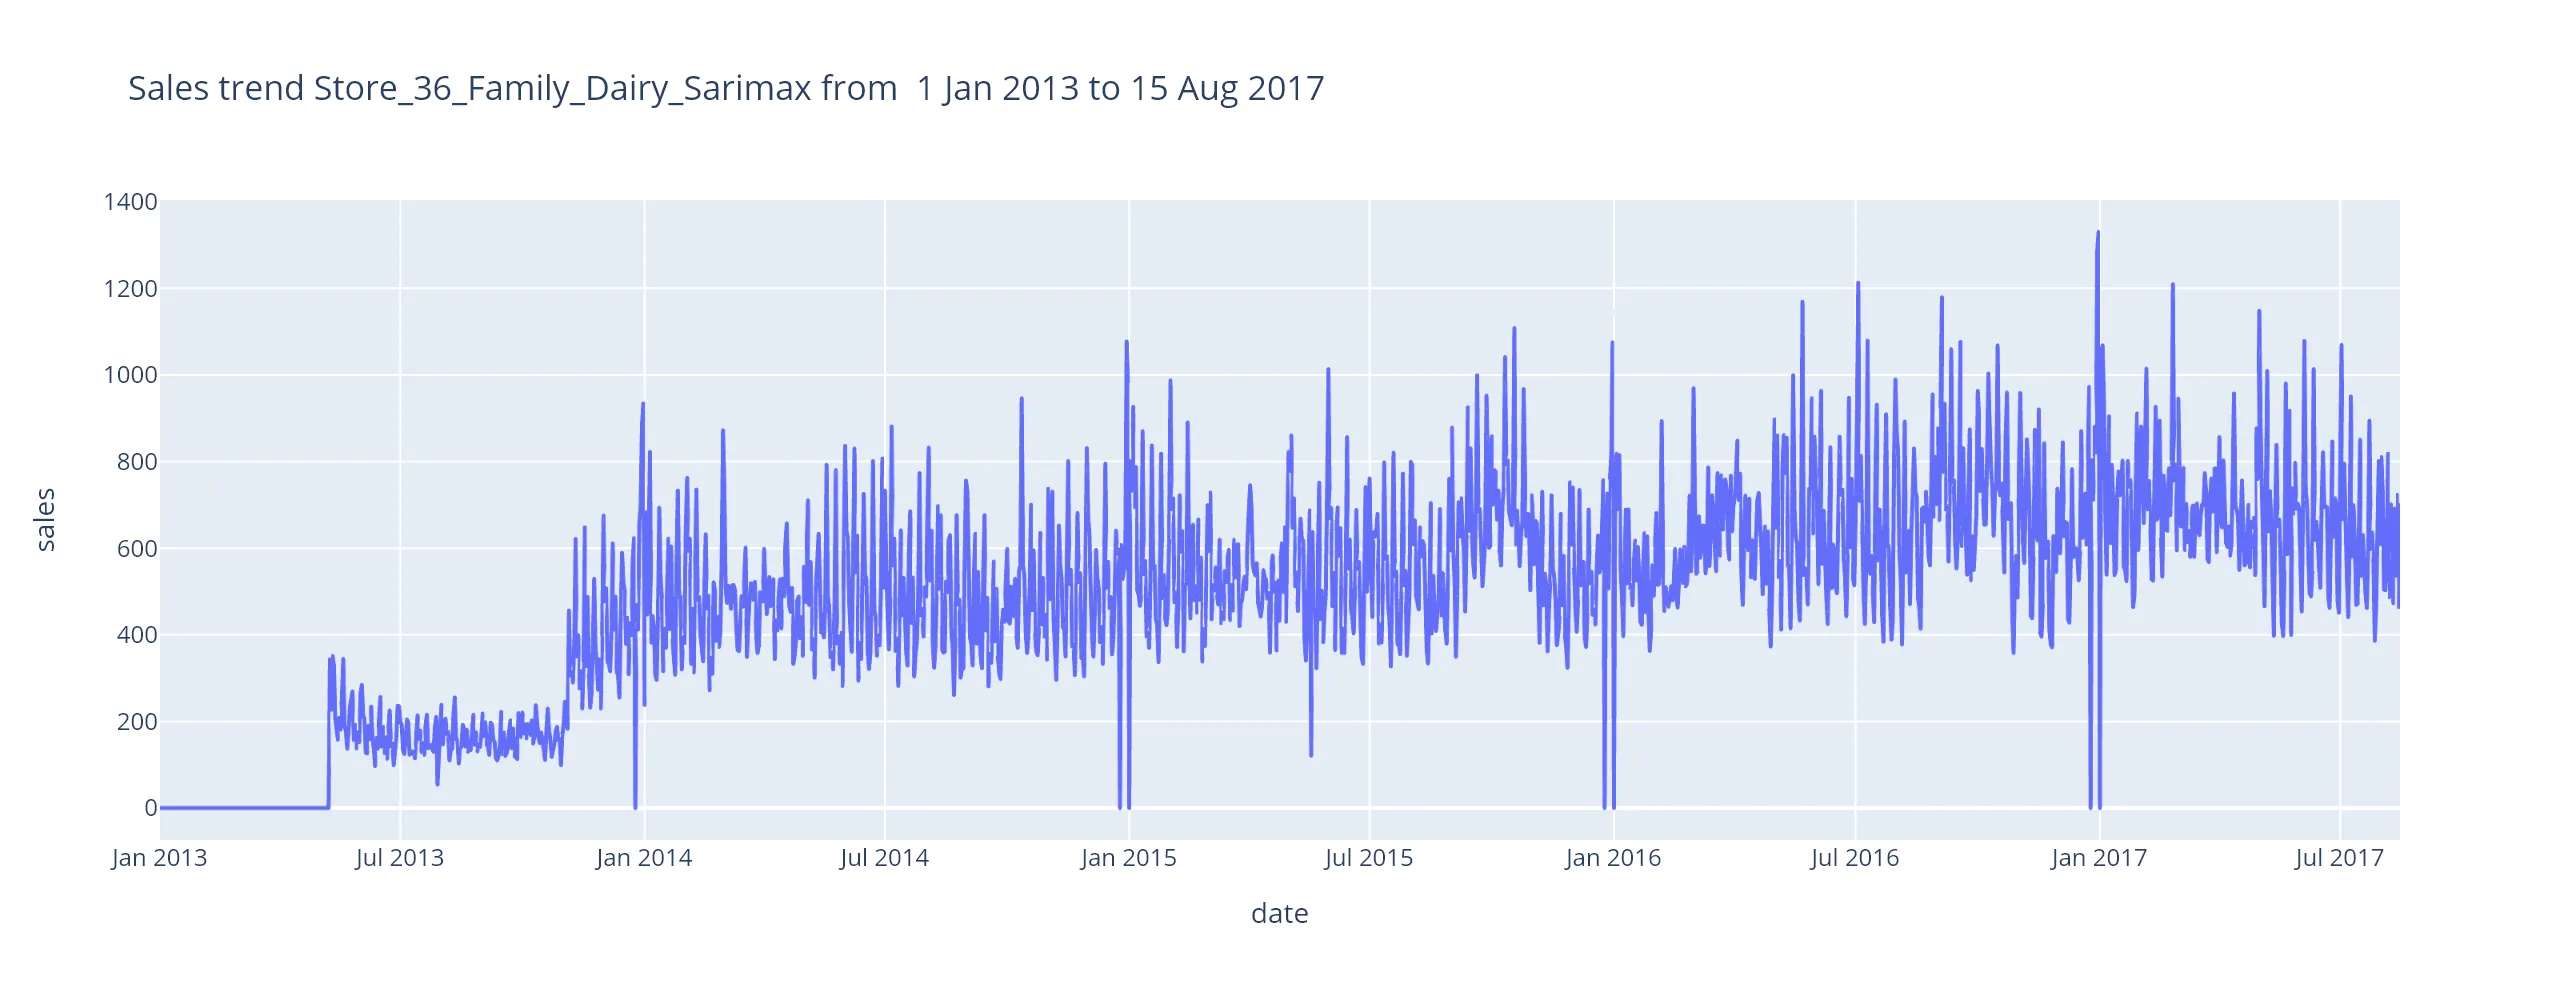 Sales trend Store_36_Family_Dairy_Sarimax from  1 Jan 2013 to 15 Aug 2017
1400
1200
1000
800
600
400
200
0
sales
Jan 2013 Jul 2013 Jan 2014 Jul 2014 Jan 2015 Jul 2015 Jan 2016 Jul 2016 Jan 2017 Jul 2017
date